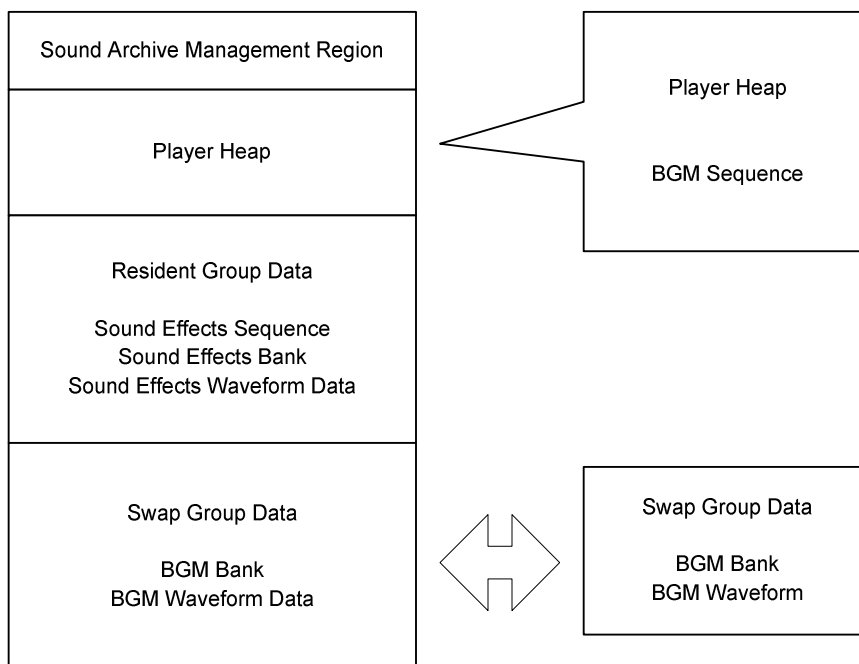 Sound Archive Management Region
Player Heap
Resident Group Data
Sound Effects Sequence
Sound Effects Bank
Sound Effects Waveform Data
Swap Group Data
BGM Bank
BGM Waveform Data
Player Heap
BGM Sequence
Swap Group Data
BGM Bank
BGM Waveform